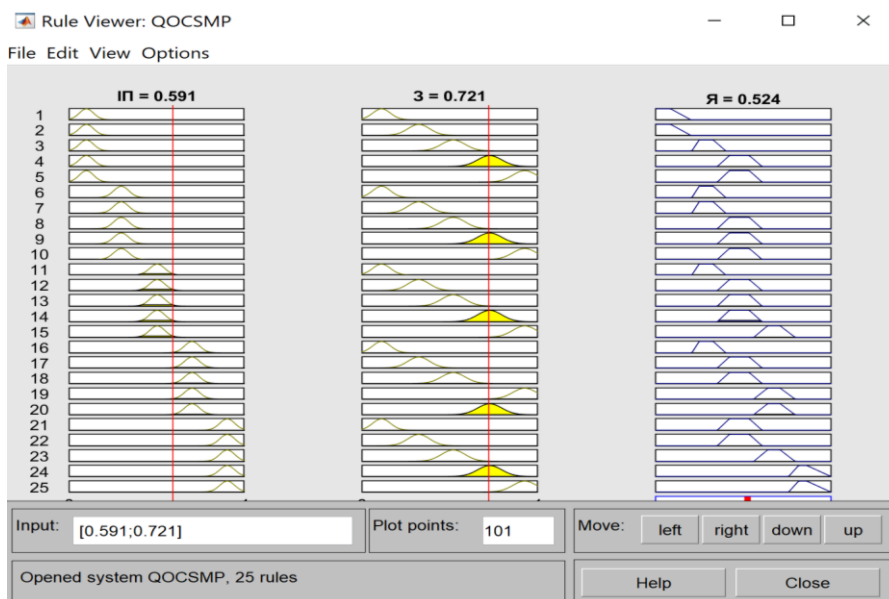 Rule Viewer: QOCSMP
File Edit View Options
ІП = 0.591
З = 0.721
Я = 0.524
1
2
3
4
5
6
7
8
9
10
11
12
13
14
15
16
17
18
19
20
21
22
23
24
25
Input: [0.591;0.721]
Plot points: 101
Move: left right down up
Opened system QOCSMP, 25 rules
Help Close